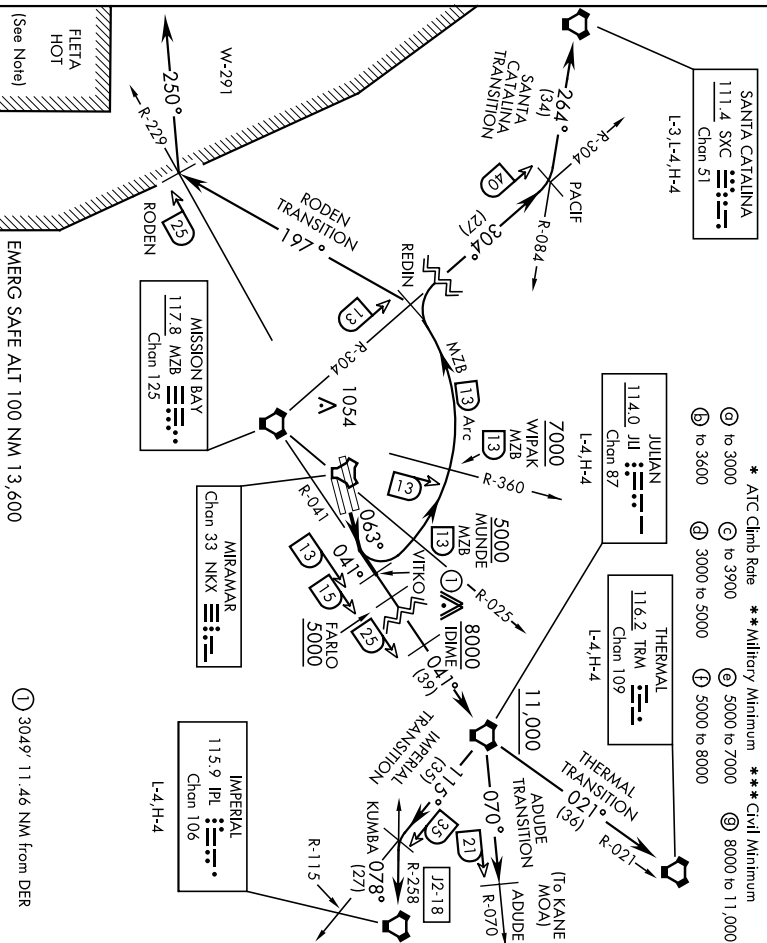 * ATC Climb Rate ** Military Minimum *** Civil Minimum
ⓐ to 3000 ⓒ to 3900 ⓔ 5000 to 7000 ⓖ 8000 to 11,000
ⓑ to 3600 ⓓ 3000 to 5000 ⓕ 5000 to 8000
SANTA CATALINA
111.4 SXC
Chan 51
L-3,L-4,H-4
JULIAN
114.0 JLI
Chan 87
L-4,H-4
THERMAL
116.2 TRM
Chan 109
L-4,H-4
264°
(34)
SANTA
CATALINA
TRANSITION
R-304
PACIF
R-084
40
304°
(27)
W-291
250°
R-229
RODEN
25
RODEN
TRANSITION
197°
REDIN
13
R-304
MZB 13 Arc
7000
WIPAK
MZB
13
R-360
13
5000
MUNDE
MZB
13
1054
063°
R-041
041°
VITKO
R-025
①
13
15
25
FARLO
5000
8000
IDIME
041°
(39)
11,000
THERMAL
TRANSITION
021°
(36)
R-021
ADUDE
TRANSITION
070°
21
ADUDE
R-070
(To KANE
MOA)
IMPERIAL
TRANSITION
115°
(35)
35
KUMBA
R-258
J2-18
078°
(27)
R-115
MISSION BAY
117.8 MZB
Chan 125
MIRAMAR
Chan 33 NKX
IMPERIAL
115.9 IPL
Chan 106
L-4,H-4
FLETA
HOT
(See Note)
EMERG SAFE ALT 100 NM 13,600
① 3049' 11.46 NM from DER